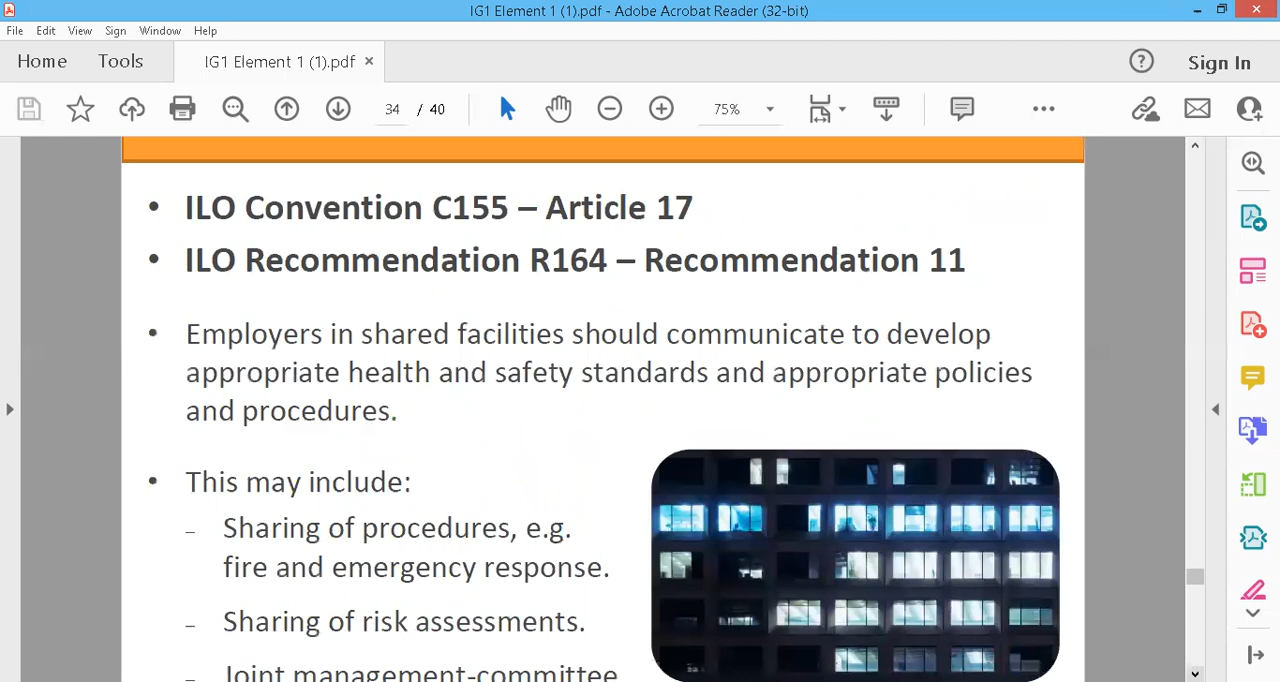 IG1 Element 1 (1).pdf - Adobe Acrobat Reader (32-bit)
File Edit View Sign Window Help
Home Tools IG1 Element 1 (1).pdf × Sign In
34 / 40 75%
• ILO Convention C155 – Article 17
• ILO Recommendation R164 – Recommendation 11
• Employers in shared facilities should communicate to develop
appropriate health and safety standards and appropriate policies
and procedures.
• This may include:
– Sharing of procedures, e.g.
fire and emergency response.
– Sharing of risk assessments.
– Joint management-committee